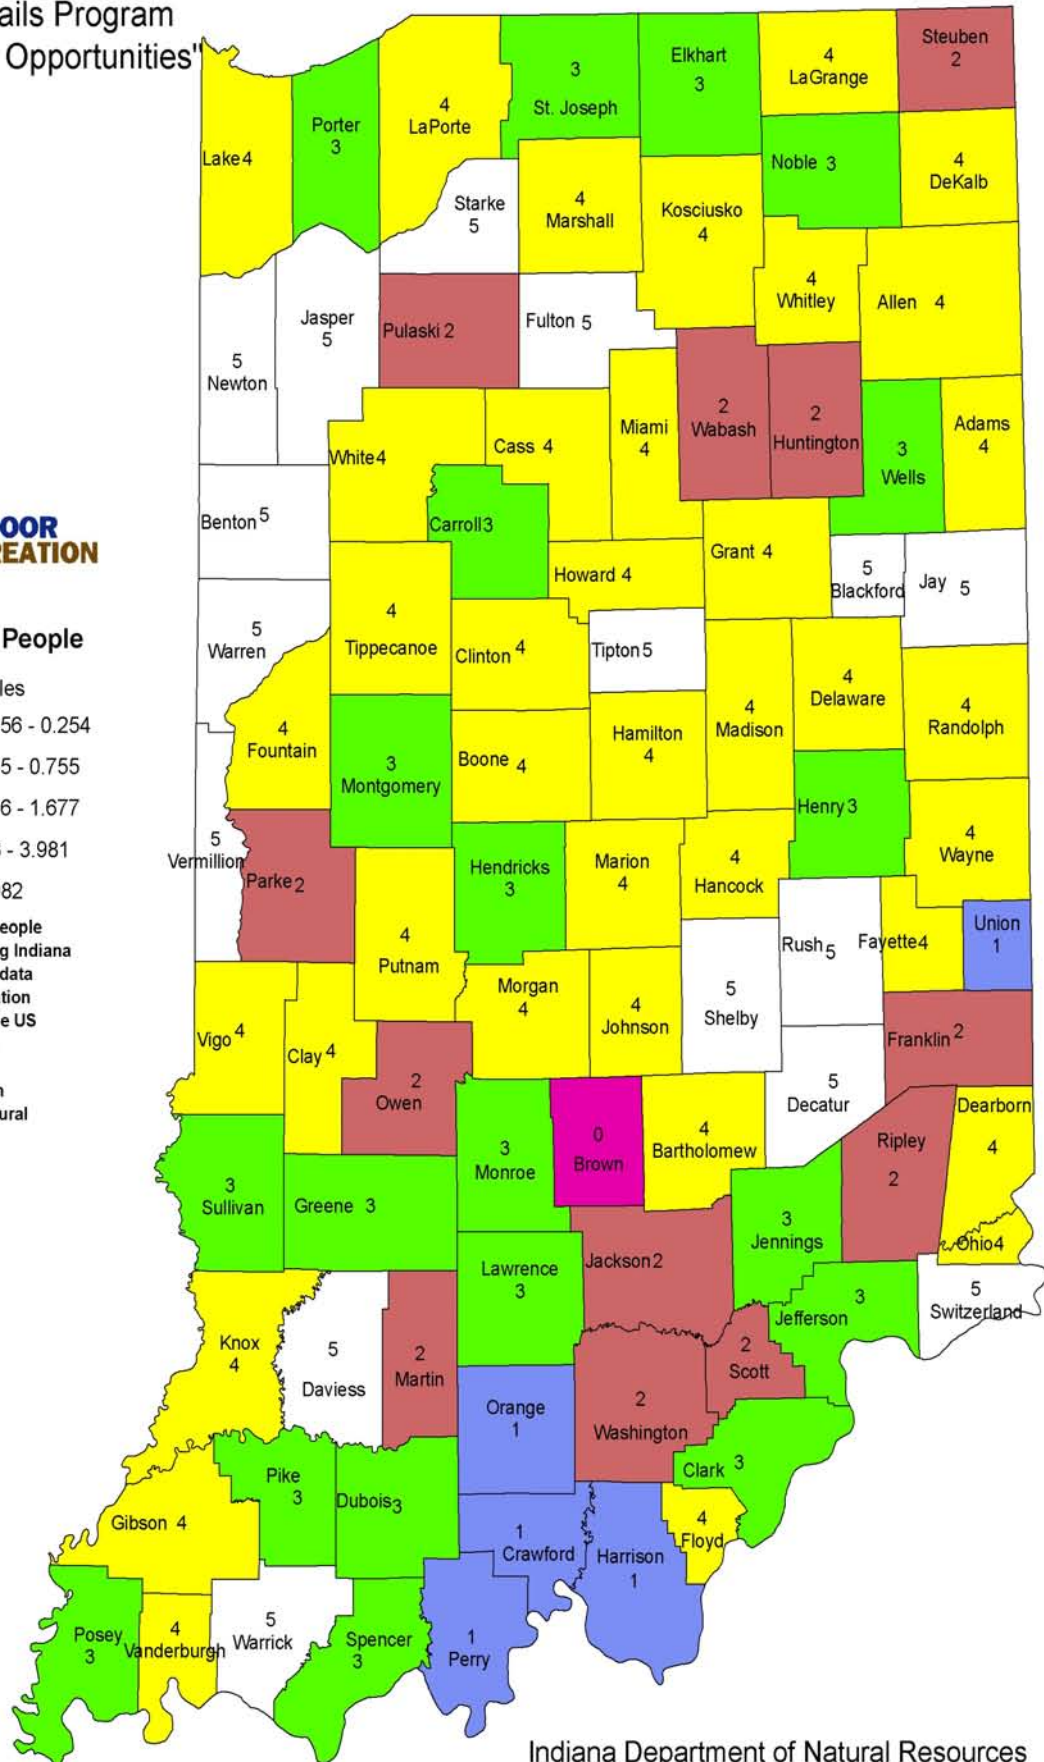 ails Program
Opportunities"
Steuben
2
Elkhart
3
4
LaGrange
3
St. Joseph
4
LaPorte
Porter
3
Lake 4
Noble 3
4
DeKalb
Starke
5
4
Marshall
Kosciusko
4
4
Whitley
Allen 4
Jasper
5
Pulaski 2
Fulton 5
5
Newton
2
Wabash
2
Huntington
Miami
4
Adams
4
3
Wells
White 4
Cass 4
Benton 5
Carroll 3
OOR
EATION
Grant 4
Howard 4
5
Blackford
Jay 5
People
5
Warren
4
Tippecanoe
Clinton 4
Tipton 5
les
56 - 0.254
5 - 0.755
6 - 1.677
- 3.981
82
eople
g Indiana
data
tion
e US
n
ural
4
Delaware
4
Randolph
4
Madison
4
Fountain
Hamilton
4
Boone 4
3
Montgomery
Henry 3
4
Wayne
5
Vermillion
Parke 2
Hendricks
3
Marion
4
4
Hancock
4
Putnam
Rush 5
Fayette 4
Union
1
Morgan
4
4
Johnson
5
Shelby
Vigo 4
Clay 4
Franklin 2
2
Owen
5
Decatur
Dearborn
4
3
Monroe
0
Brown
4
Bartholomew
Ripley
2
3
Sullivan
Greene 3
3
Jennings
Ohio 4
Lawrence
3
Jackson 2
3
Jefferson
5
Switzerland
Knox
4
5
Daviess
2
Martin
2
Scott
Orange
1
2
Washington
Clark 3
Pike
3
Dubois 3
Gibson 4
4
Floyd
1
Crawford
Harrison
1
Posey
3
4
Vanderburgh
5
Warrick
Spencer
3
1
Perry
Indiana Department of Natural Resources